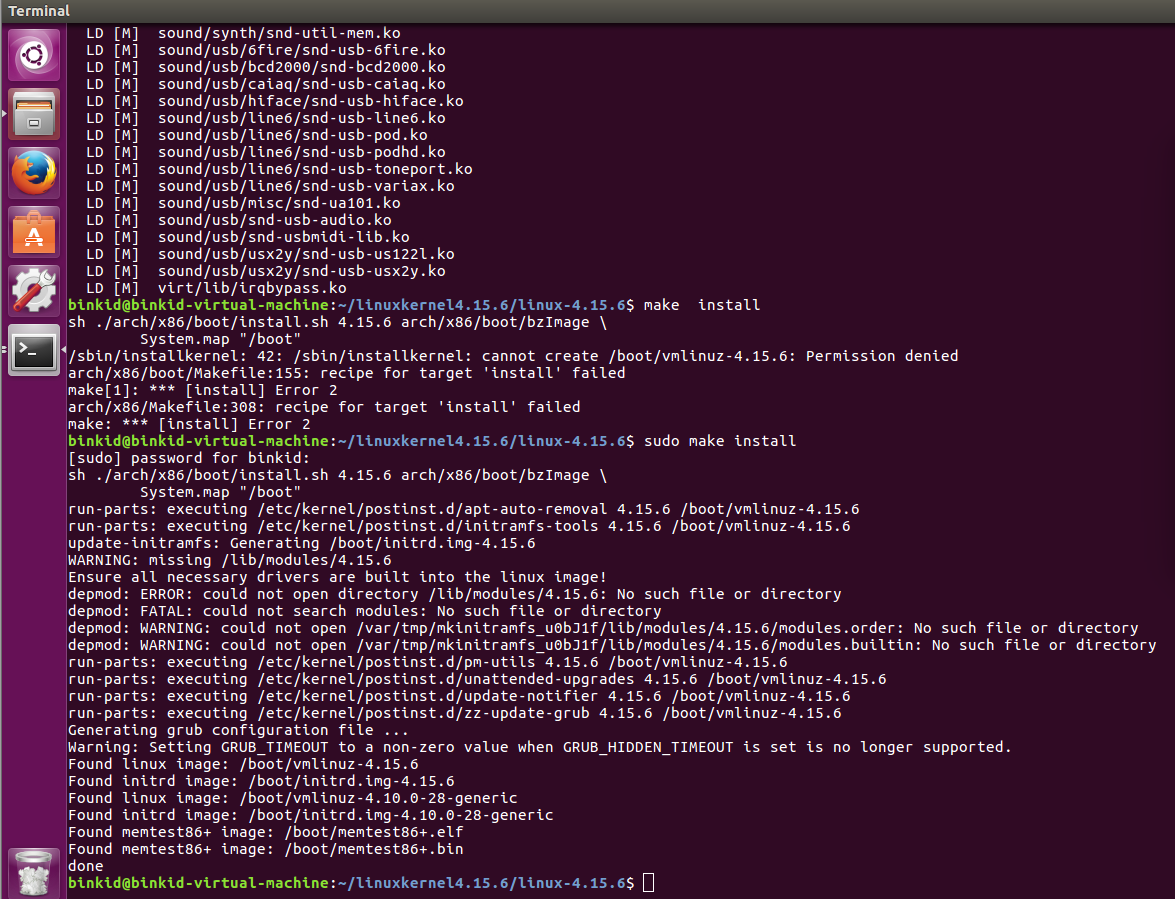 Terminal
LD [M]  sound/synth/snd-util-mem.ko
LD [M]  sound/usb/6fire/snd-usb-6fire.ko
LD [M]  sound/usb/bcd2000/snd-bcd2000.ko
LD [M]  sound/usb/caiaq/snd-usb-caiaq.ko
LD [M]  sound/usb/hiface/snd-usb-hiface.ko
LD [M]  sound/usb/line6/snd-usb-line6.ko
LD [M]  sound/usb/line6/snd-usb-pod.ko
LD [M]  sound/usb/line6/snd-usb-podhd.ko
LD [M]  sound/usb/line6/snd-usb-toneport.ko
LD [M]  sound/usb/line6/snd-usb-variax.ko
LD [M]  sound/usb/misc/snd-ua101.ko
LD [M]  sound/usb/snd-usb-audio.ko
LD [M]  sound/usb/snd-usbmidi-lib.ko
LD [M]  sound/usb/usx2y/snd-usb-us122l.ko
LD [M]  sound/usb/usx2y/snd-usb-usx2y.ko
LD [M]  virt/lib/irqbypass.ko
binkid@binkid-virtual-machine:~/linuxkernel4.15.6/linux-4.15.6$ make  install
sh ./arch/x86/boot/install.sh 4.15.6 arch/x86/boot/bzImage \
System.map "/boot"
/sbin/installkernel: 42: /sbin/installkernel: cannot create /boot/vmlinuz-4.15.6: Permission denied
arch/x86/boot/Makefile:155: recipe for target 'install' failed
make[1]: *** [install] Error 2
arch/x86/Makefile:308: recipe for target 'install' failed
make: *** [install] Error 2
binkid@binkid-virtual-machine:~/linuxkernel4.15.6/linux-4.15.6$ sudo make install
[sudo] password for binkid:
sh ./arch/x86/boot/install.sh 4.15.6 arch/x86/boot/bzImage \
System.map "/boot"
run-parts: executing /etc/kernel/postinst.d/apt-auto-removal 4.15.6 /boot/vmlinuz-4.15.6
run-parts: executing /etc/kernel/postinst.d/initramfs-tools 4.15.6 /boot/vmlinuz-4.15.6
update-initramfs: Generating /boot/initrd.img-4.15.6
WARNING: missing /lib/modules/4.15.6
Ensure all necessary drivers are built into the linux image!
depmod: ERROR: could not open directory /lib/modules/4.15.6: No such file or directory
depmod: FATAL: could not search modules: No such file or directory
depmod: WARNING: could not open /var/tmp/mkinitramfs_u0bJ1f/lib/modules/4.15.6/modules.order: No such file or directory
depmod: WARNING: could not open /var/tmp/mkinitramfs_u0bJ1f/lib/modules/4.15.6/modules.builtin: No such file or directory
run-parts: executing /etc/kernel/postinst.d/pm-utils 4.15.6 /boot/vmlinuz-4.15.6
run-parts: executing /etc/kernel/postinst.d/unattended-upgrades 4.15.6 /boot/vmlinuz-4.15.6
run-parts: executing /etc/kernel/postinst.d/update-notifier 4.15.6 /boot/vmlinuz-4.15.6
run-parts: executing /etc/kernel/postinst.d/zz-update-grub 4.15.6 /boot/vmlinuz-4.15.6
Generating grub configuration file ...
Warning: Setting GRUB_TIMEOUT to a non-zero value when GRUB_HIDDEN_TIMEOUT is set is no longer supported.
Found linux image: /boot/vmlinuz-4.15.6
Found initrd image: /boot/initrd.img-4.15.6
Found linux image: /boot/vmlinuz-4.10.0-28-generic
Found initrd image: /boot/initrd.img-4.10.0-28-generic
Found memtest86+ image: /boot/memtest86+.elf
Found memtest86+ image: /boot/memtest86+.bin
done
binkid@binkid-virtual-machine:~/linuxkernel4.15.6/linux-4.15.6$